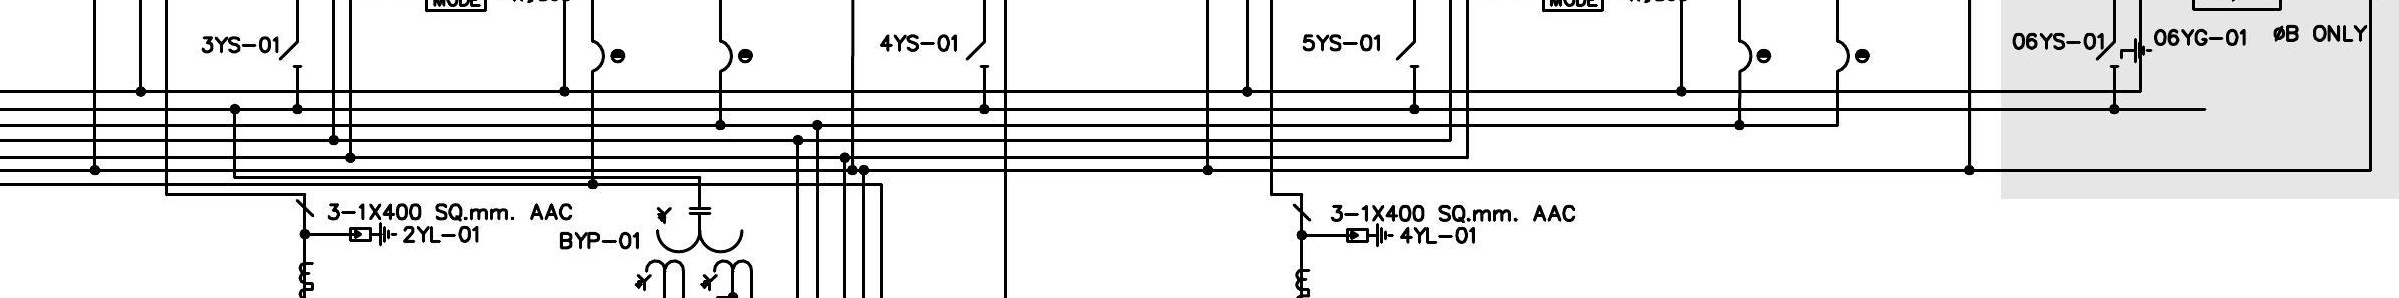 MODE
MODE
3YS-01
4YS-01
5YS-01
06YS-01
06YG-01
ØB ONLY
3-1X400 SQ.mm. AAC
2YL-01
BYP-01
3-1X400 SQ.mm. AAC
4YL-01